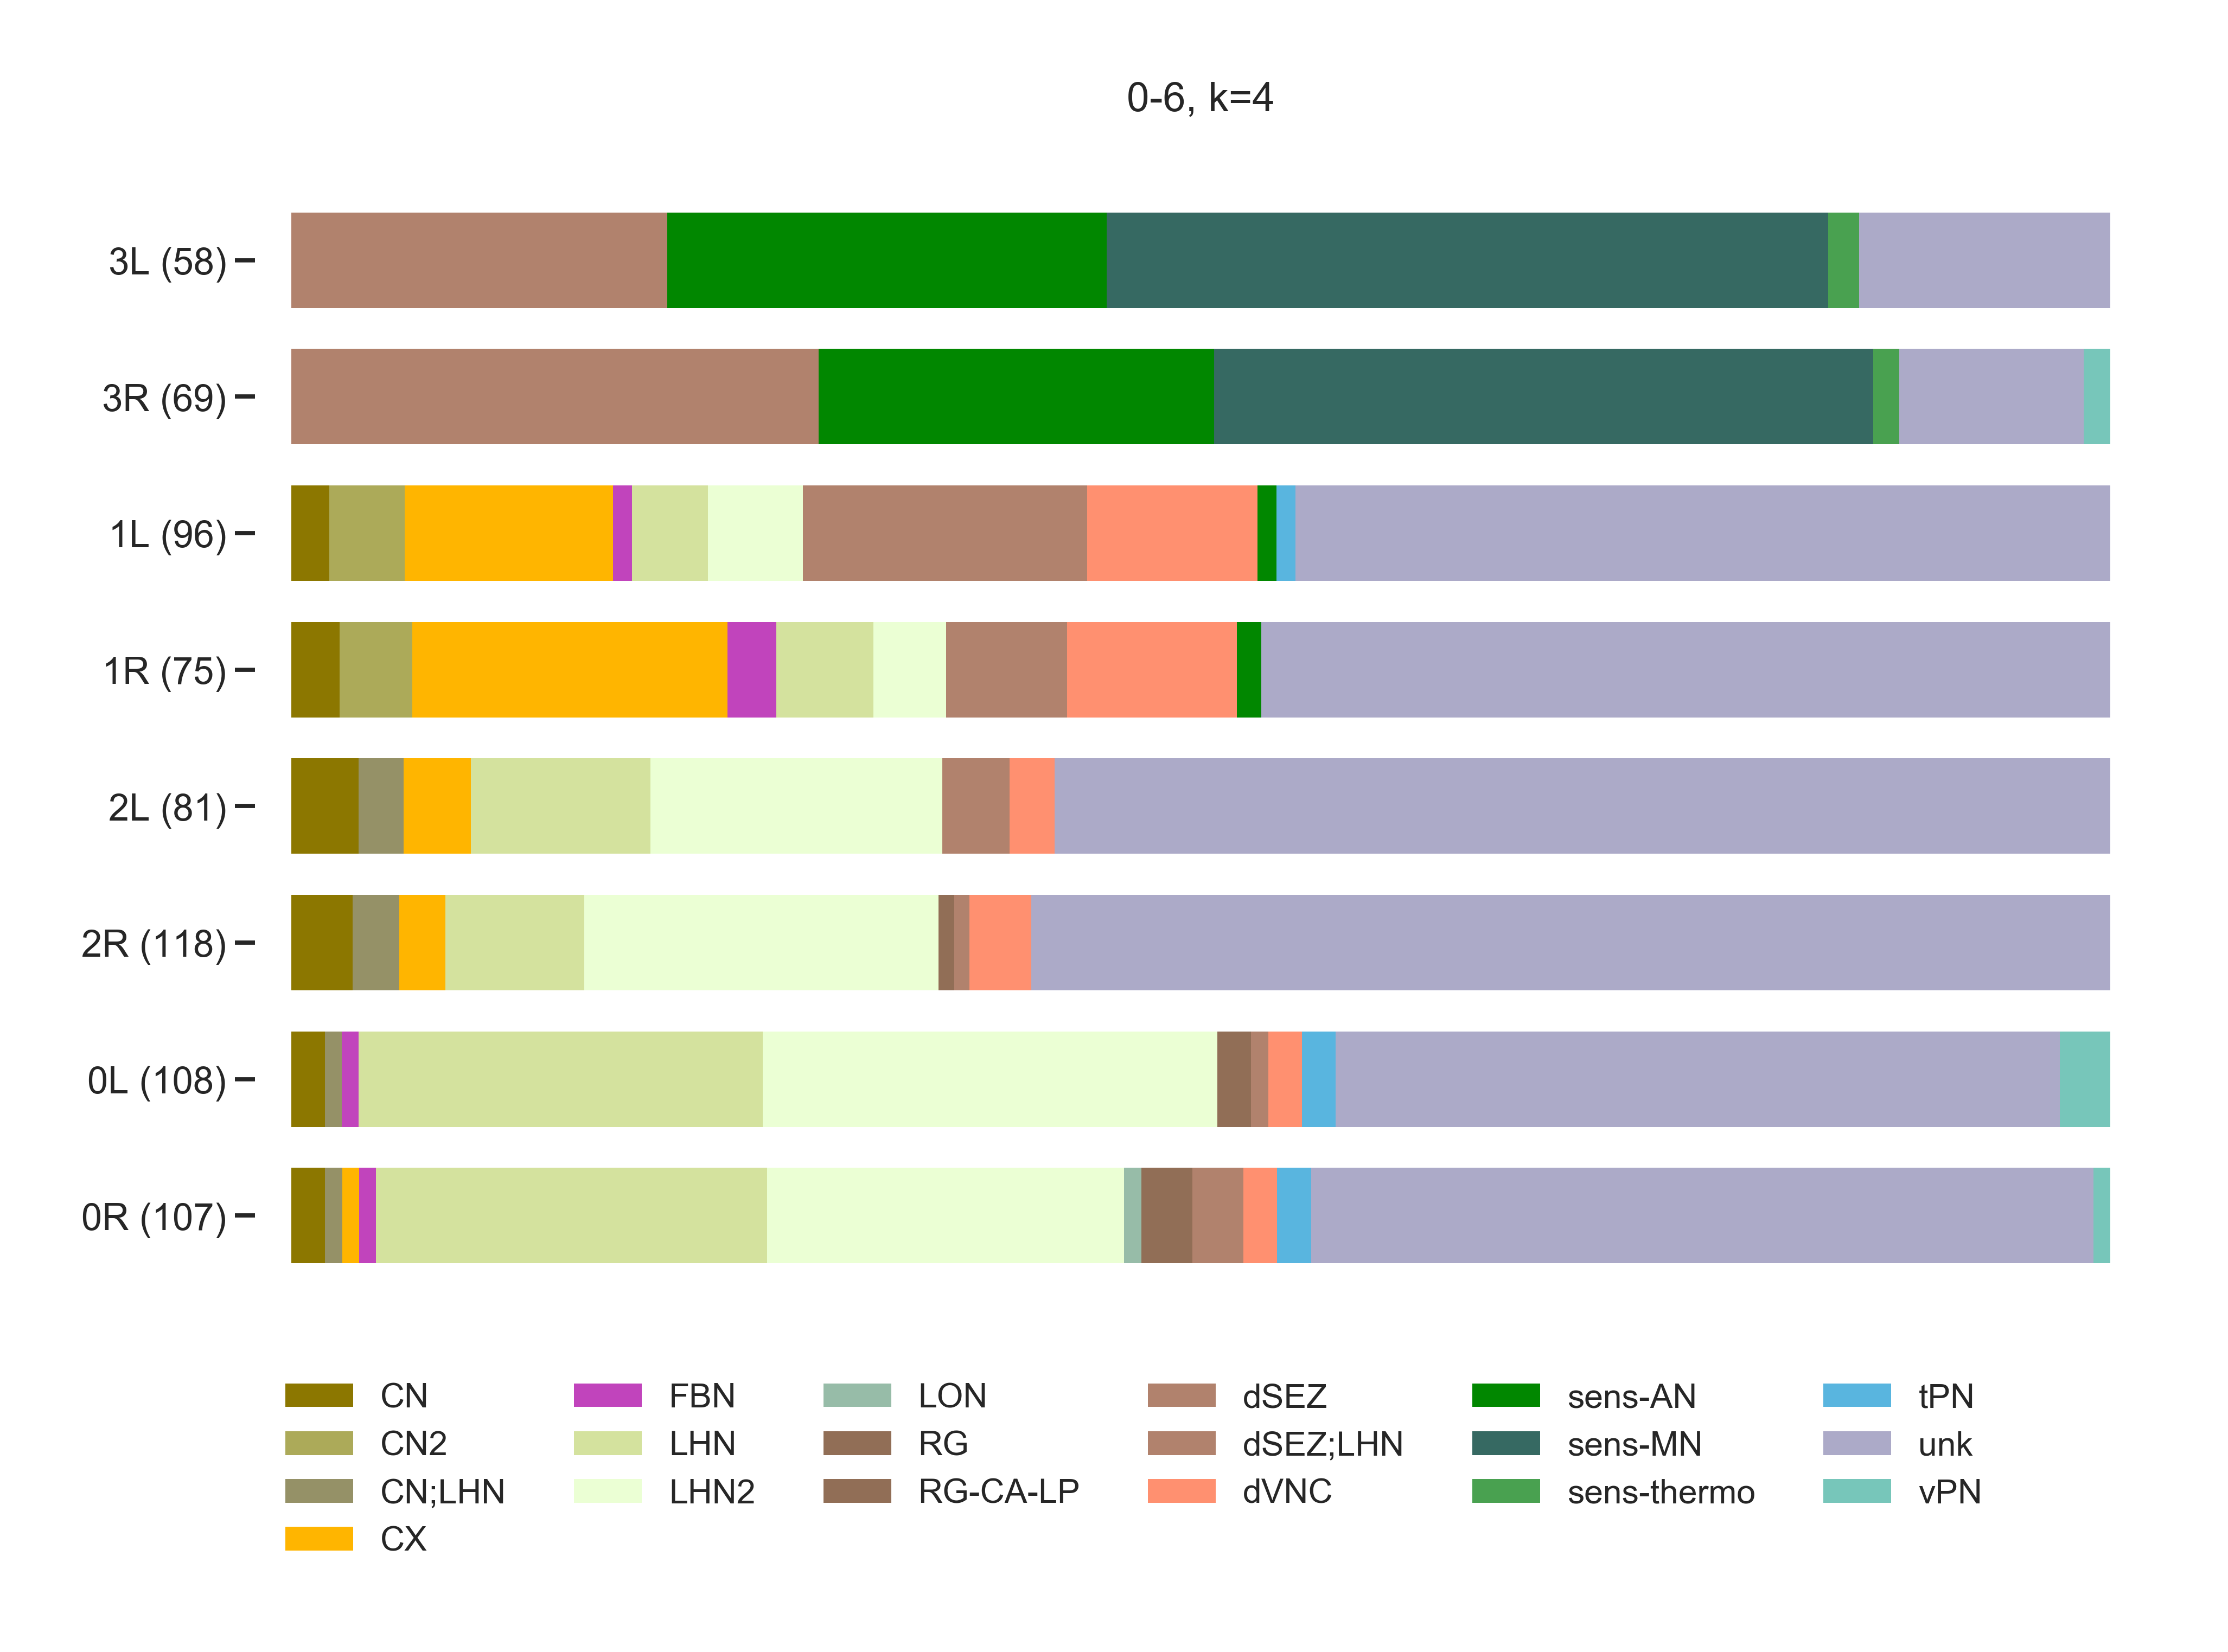 0-6, k=4
3L (58)
3R (69)
1L (96)
1R (75)
2L (81)
2R (118)
0L (108)
0R (107)
CN FBN LON dSEZ sens-AN tPN
CN2 LHN RG dSEZ;LHN sens-MN unk
CN;LHN LHN2 RG-CA-LP dVNC sens-thermo vPN
CX